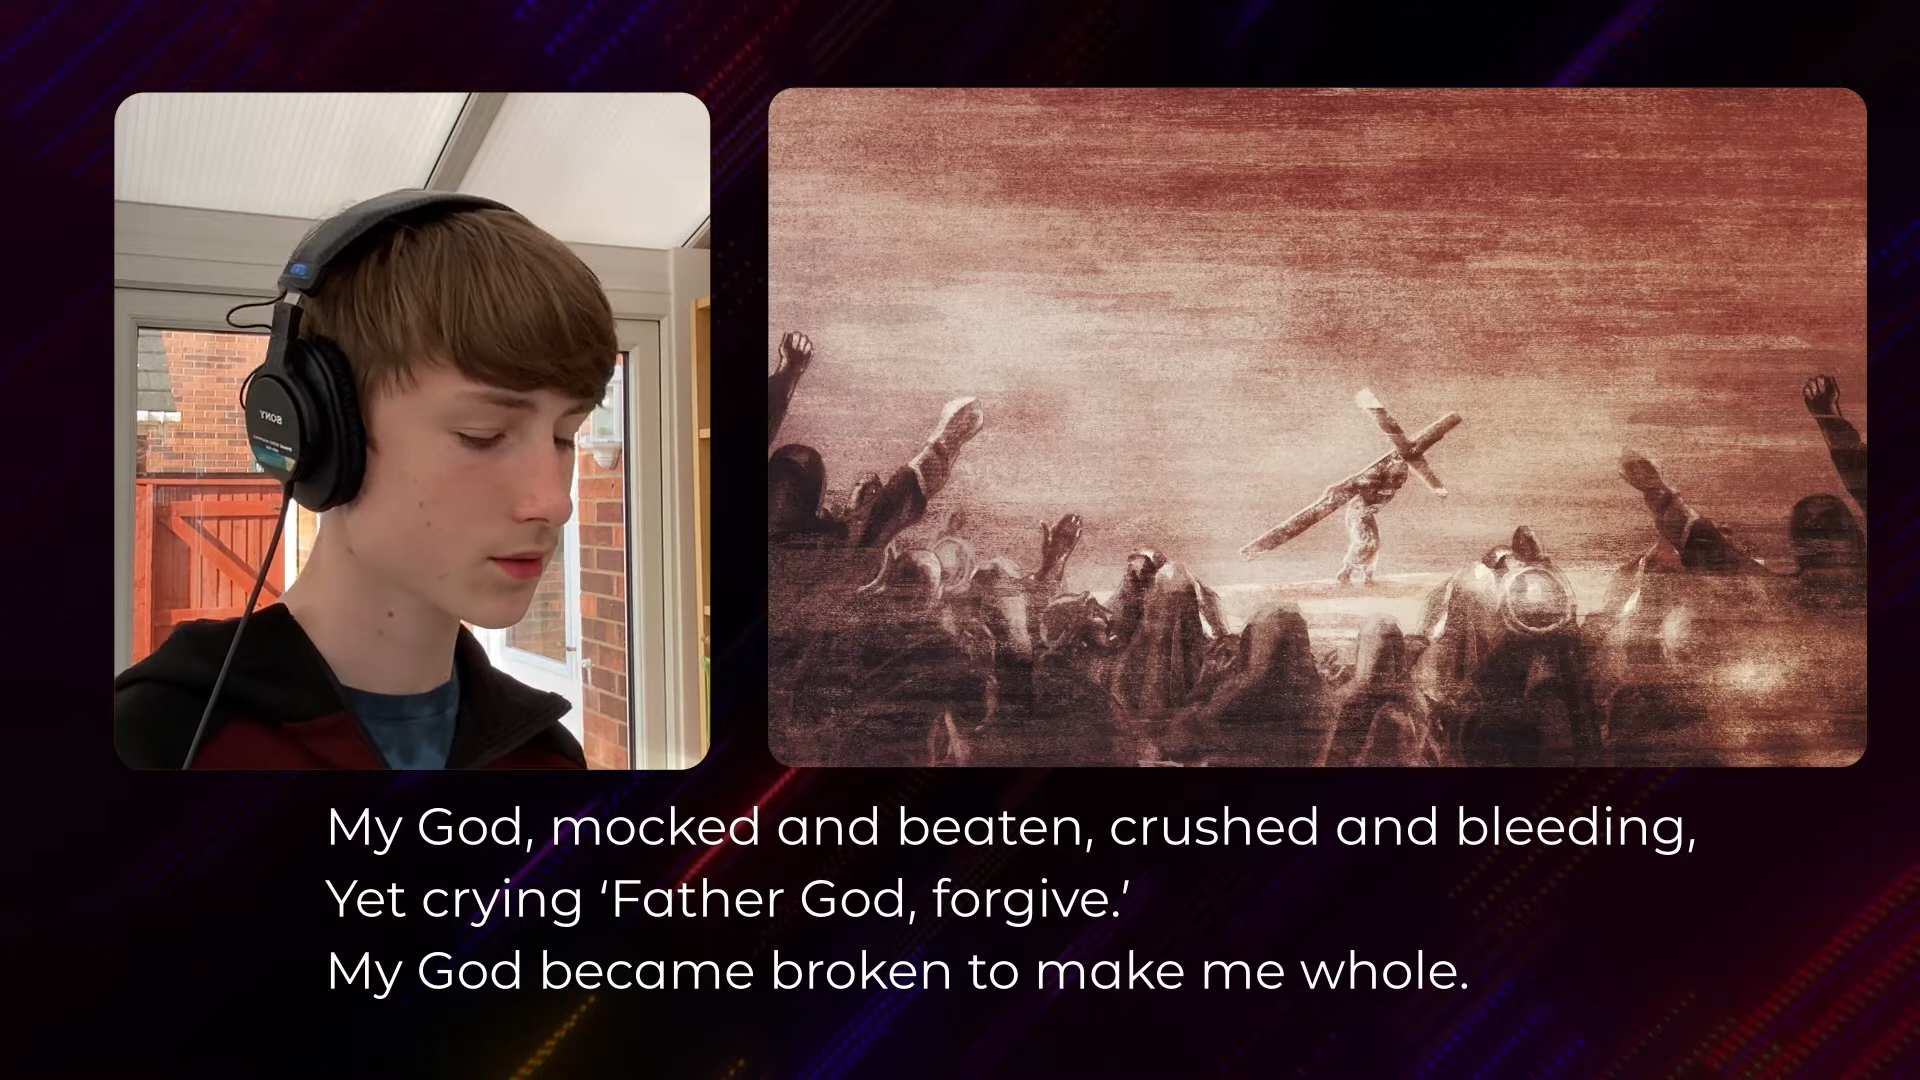 SONY
My God, mocked and beaten, crushed and bleeding,
Yet crying ‘Father God, forgive.’
My God became broken to make me whole.